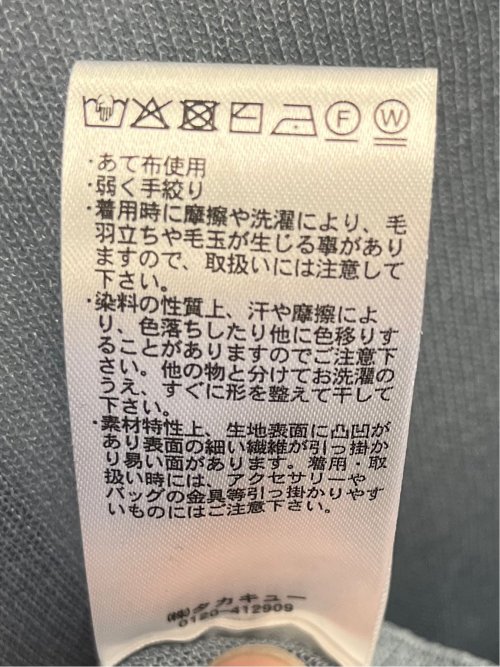 F W
・あて布使用
・弱く手絞り
・着用時に摩擦や洗濯により、毛
羽立ちや毛玉が生じる事があり
ますので、取扱いには注意して
下さい。
・染料の性質上、汗や摩擦によ
り、色落ちしたり他に色移りす
ることがありますのでご注意下
さい。他の物と分けてお洗濯の
うえ、すぐに形を整えて干して
下さい。
・素材特性上、生地表面に凸凹が
あり表面の細い繊維が引っ掛か
り易い面があります。着用・取
扱い時には、アクセサリーや
バッグの金具等引っ掛かりやす
いものにはご注意下さい。
(株)タカキュー
0120-412909